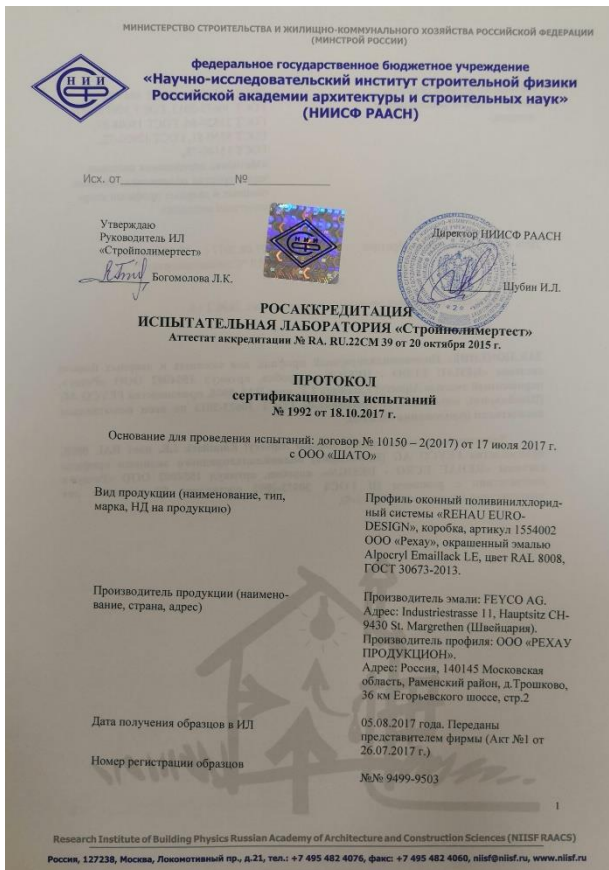 МИНИСТЕРСТВО СТРОИТЕЛЬСТВА И ЖИЛИЩНО-КОММУНАЛЬНОГО ХОЗЯЙСТВА РОССИЙСКОЙ ФЕДЕРАЦИИ
(МИНСТРОЙ РОССИИ)
федеральное государственное бюджетное учреждение
«Научно-исследовательский институт строительной физики
Российской академии архитектуры и строительных наук»
(НИИСФ РААСН)
НИИ
СФ
Исх. от №
Утверждаю
Руководитель ИЛ
«Стройполимертест»
Богомолова Л.К.
НИИ
СФ
Директор НИИСФ РААСН
Шубин И.Л.
РОСАККРЕДИТАЦИЯ
ИСПЫТАТЕЛЬНАЯ ЛАБОРАТОРИЯ «Стройполимертест»
Аттестат аккредитации № RA. RU.22СМ 39 от 20 октября 2015 г.
ПРОТОКОЛ
сертификационных испытаний
№ 1992 от 18.10.2017 г.
Основание для проведения испытаний: договор № 10150 – 2(2017) от 17 июля 2017 г.
с ООО «ШАТО»
Вид продукции (наименование, тип,
марка, НД на продукцию)
Профиль оконный поливинилхлорид-
ный системы «REHAU EURO-
DESIGN», коробка, артикул 1554002
ООО «Рехау», окрашенный эмалью
Alpocryl Emaillack LE, цвет RAL 8008,
ГОСТ 30673-2013.
Производитель продукции (наимено-
вание, страна, адрес)
Производитель эмали: FEYCO AG.
Адрес: Industriestrasse 11, Hauptsitz CH-
9430 St. Margrethen (Швейцария).
Производитель профиля: ООО «РЕХАУ
ПРОДУКЦИОН».
Адрес: Россия, 140145 Московская
область, Раменский район, д.Трошково,
36 км Егорьевского шоссе, стр.2
Дата получения образцов в ИЛ
05.08.2017 года. Переданы
представителем фирмы (Акт №1 от
26.07.2017 г.)
Номер регистрации образцов
№№ 9499-9503
1
Research Institute of Building Physics Russian Academy of Architecture and Construction Sciences (NIISF RAACS)
Россия, 127238, Москва, Локомотивный пр., д.21, тел.: +7 495 482 4076, факс: +7 495 482 4060, niisf@niisf.ru, www.niisf.ru